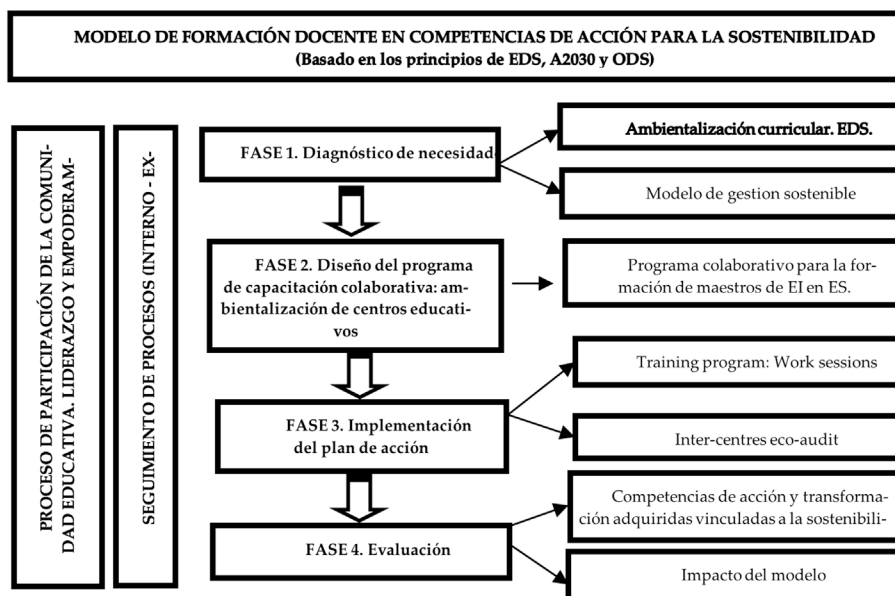 MODELO DE FORMACIÓN DOCENTE EN COMPETENCIAS DE ACCIÓN PARA LA SOSTENIBILIDAD
(Basado en los principios de EDS, A2030 y ODS)
PROCESO DE PARTICIPACIÓN DE LA COMUNI-
DAD EDUCATIVA. LIDERAZGO Y EMPODERAM-
SEGUIMIENTO DE PROCESOS (INTERNO - EX-
FASE 1. Diagnóstico de necesidad
Ambientalización curricular. EDS.
Modelo de gestion sostenible
FASE 2. Diseño del programa
de capacitación colaborativa: am-
bientalización de centros educati-
vos
Programa colaborativo para la for-
mación de maestros de EI en ES.
FASE 3. Implementación
del plan de acción
Training program: Work sessions
Inter-centres eco-audit
FASE 4. Evaluación
Competencias de acción y transforma-
ción adquiridas vinculadas a la sostenibili-
Impacto del modelo